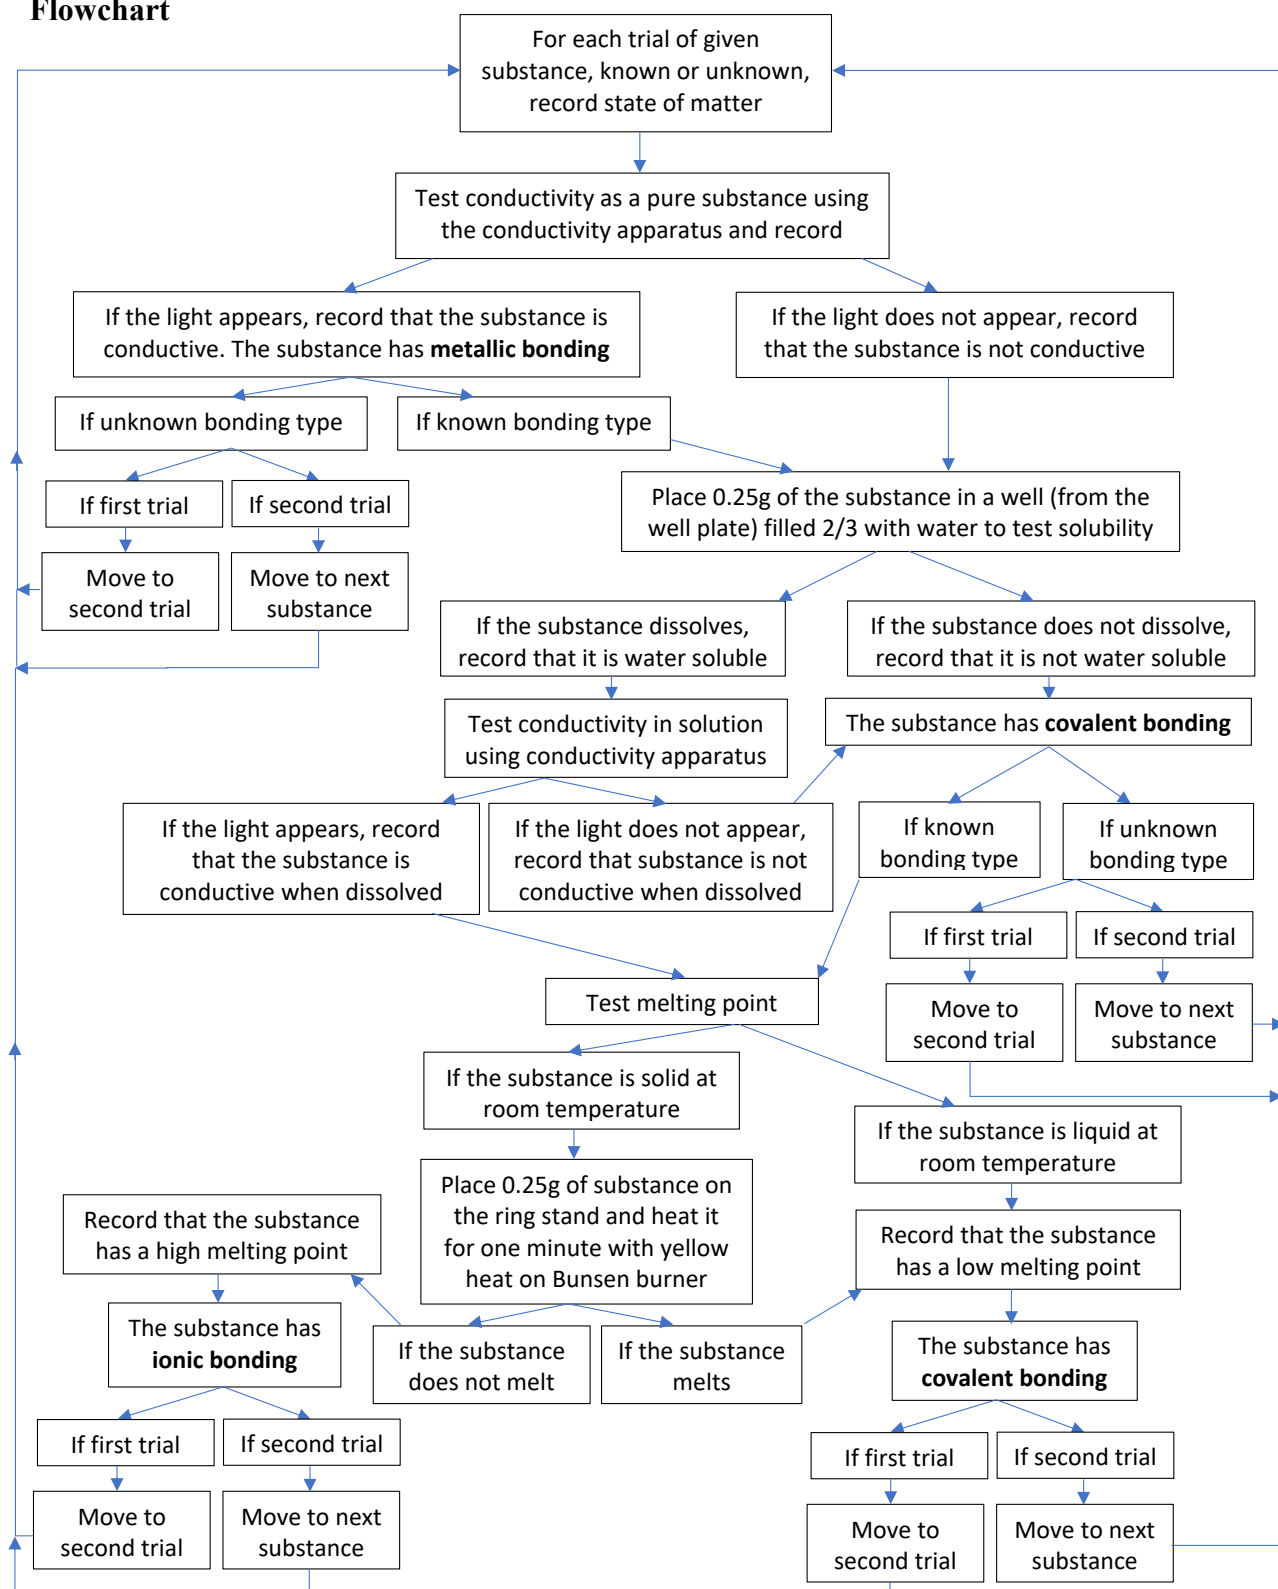 Flowchart
For each trial of given
substance, known or unknown,
record state of matter
Test conductivity as a pure substance using
the conductivity apparatus and record
If the light appears, record that the substance is
conductive. The substance has metallic bonding
If the light does not appear, record
that the substance is not conductive
If unknown bonding type
If known bonding type
If first trial
If second trial
Move to
second trial
Move to next
substance
Place 0.25g of the substance in a well (from the
well plate) filled 2/3 with water to test solubility
If the substance dissolves,
record that it is water soluble
If the substance does not dissolve,
record that it is not water soluble
Test conductivity in solution
using conductivity apparatus
The substance has covalent bonding
If the light appears, record
that the substance is
conductive when dissolved
If the light does not appear,
record that substance is not
conductive when dissolved
If known
bonding type
If unknown
bonding type
If first trial
If second trial
Move to
second trial
Move to next
substance
Test melting point
If the substance is solid at
room temperature
If the substance is liquid at
room temperature
Place 0.25g of substance on
the ring stand and heat it
for one minute with yellow
heat on Bunsen burner
Record that the substance
has a high melting point
Record that the substance
has a low melting point
The substance has
ionic bonding
If the substance
does not melt
If the substance
melts
The substance has
covalent bonding
If first trial
If second trial
Move to
second trial
Move to next
substance
If first trial
If second trial
Move to
second trial
Move to next
substance